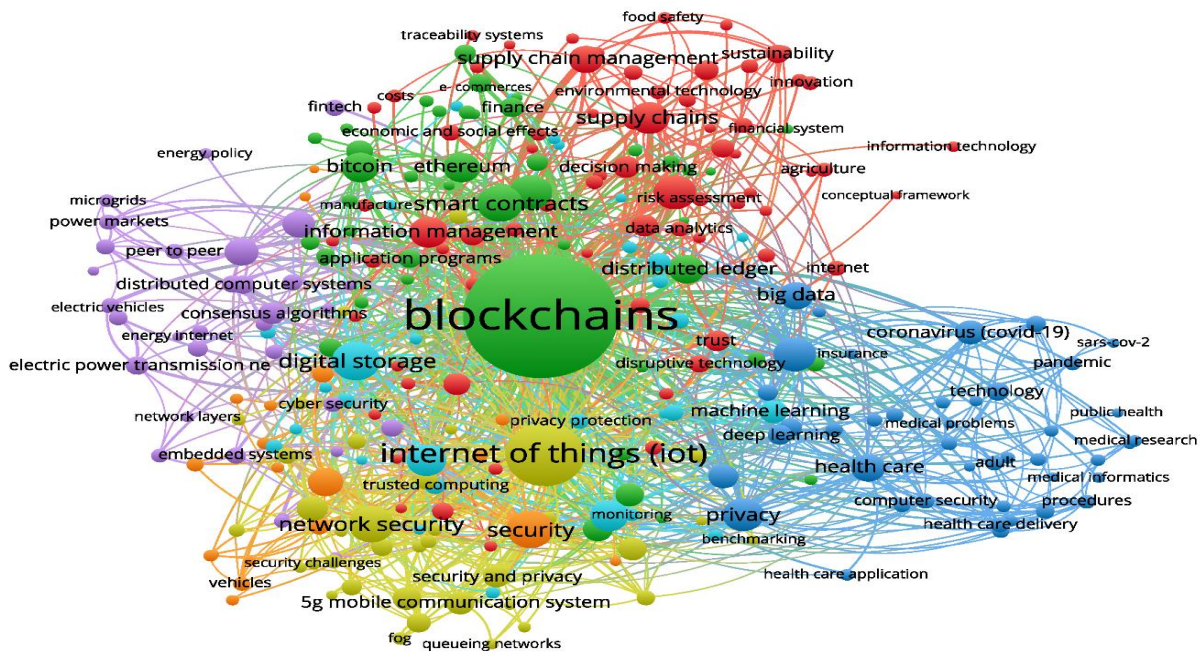 food safety
traceability systems
supply chain management
sustainability
e- commerces
environmental technology
innovation
costs
fintech
finance
supply chains
economic and social effects
financial system
energy policy
bitcoin
ethereum
decision making
information technology
agriculture
microgrids
manufacture
smart contracts
risk assessment
conceptual framework
power markets
information management
data analytics
peer to peer
application programs
distributed ledger
internet
distributed computer systems
big data
electric vehicles
consensus algorithms
blockchains
coronavirus (covid-19)
energy internet
trust
sars-cov-2
electric power transmission ne
digital storage
disruptive technology
insurance
pandemic
technology
cyber security
network layers
privacy protection
machine learning
public health
medical problems
deep learning
medical research
embedded systems
internet of things (iot)
health care
adult
medical informatics
trusted computing
computer security
procedures
network security
security
monitoring
privacy
health care delivery
benchmarking
security challenges
vehicles
security and privacy
health care application
5g mobile communication system
fog
queueing networks